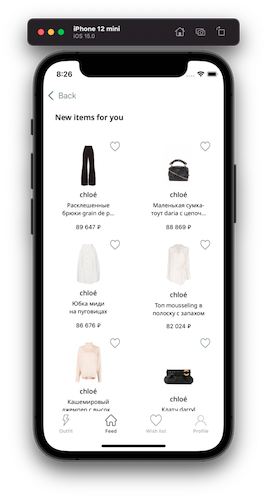 iPhone 12 mini
iOS 15.0
8:26
Back
New items for you
chloé
Расклешенные
брюки grain de p...
89 647 ₽
chloé
Маленькая сумка-
тоут daria с цепоч...
88 869 ₽
chloé
Юбка миди
на пуговицах
86 676 ₽
chloé
Топ mousseling в
полоску с запахом
82 024 ₽
chloé
Кашемировый
джемпер с высок
chloé
Клатч darryl
Outfit
Feed
Wish list
Profile